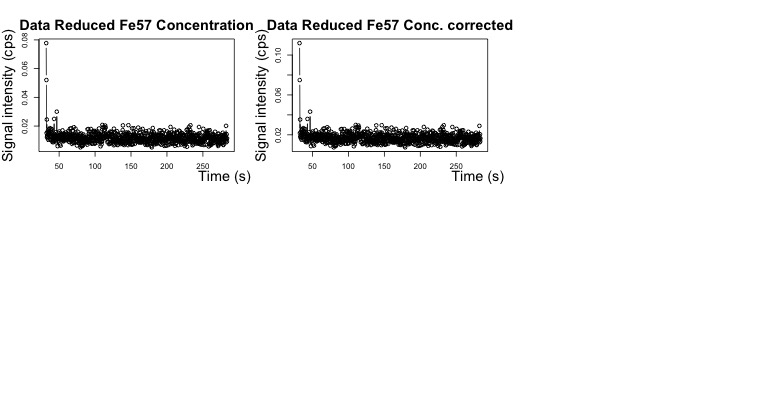 Data Reduced Fe57 Concentration
Signal intensity (cps)
0.02 0.04 0.06 0.08
50 100 150 200 250
Time (s)
Data Reduced Fe57 Conc. corrected
Signal intensity (cps)
0.02 0.06 0.10
50 100 150 200 250
Time (s)